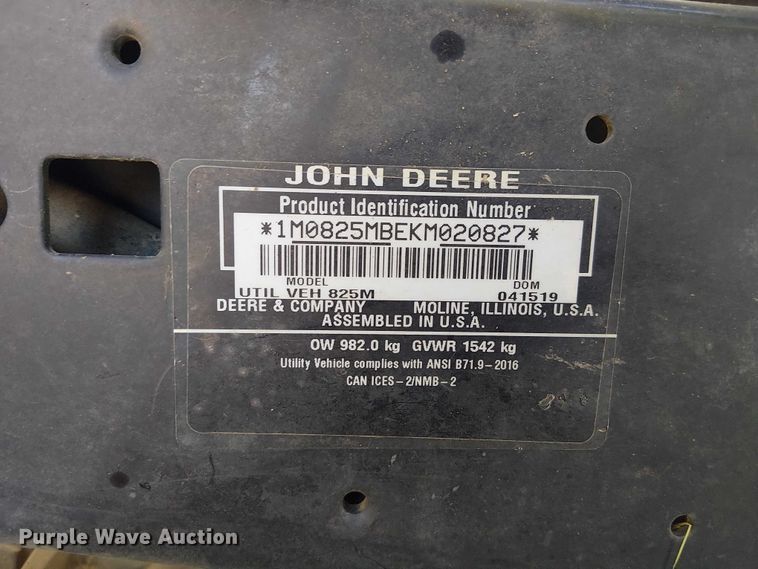 JOHN DEERE
Product Identification Number
*1M0825MBEKM020827*
MODEL DOM
UTIL VEH 825M 041519
DEERE & COMPANY MOLINE, ILLINOIS, U.S.A.
ASSEMBLED IN U.S.A.
OW 982.0 kg GVWR 1542 kg
Utility Vehicle complies with ANSI B71.9-2016
CAN ICES-2/NMB-2
Purple Wave Auction